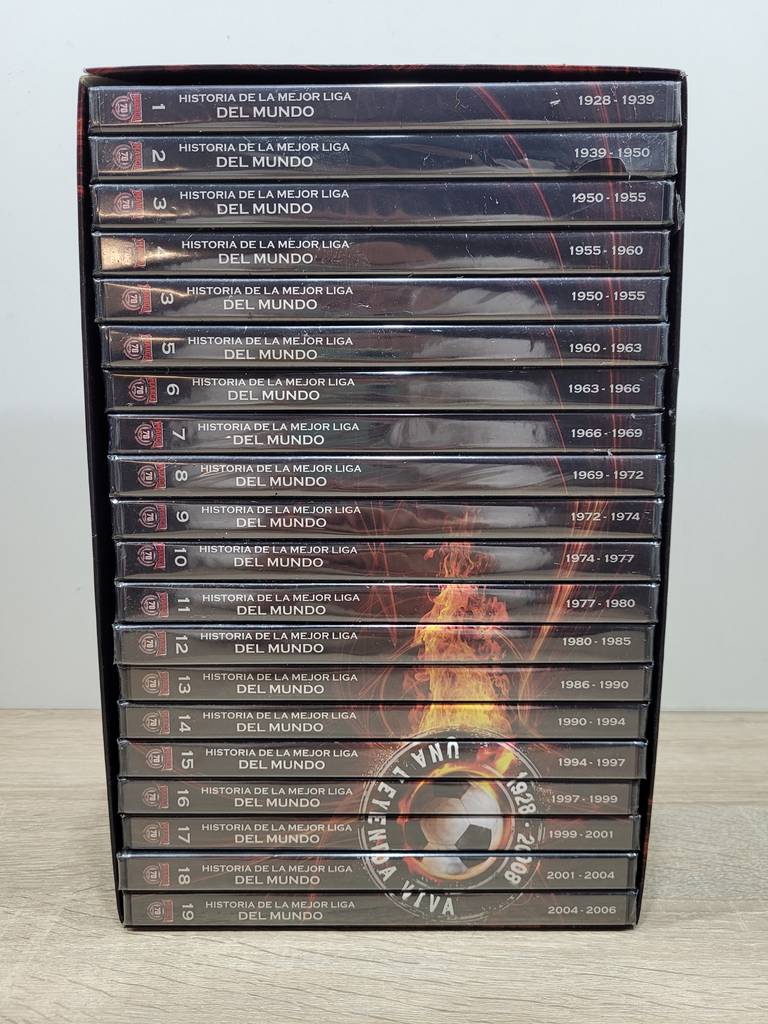 1
HISTORIA DE LA MEJOR LIGA
DEL MUNDO
1928 - 1939
2
HISTORIA DE LA MEJOR LIGA
DEL MUNDO
1939 - 1950
3
HISTORIA DE LA MEJOR LIGA
DEL MUNDO
1950 - 1955
4
HISTORIA DE LA MEJOR LIGA
DEL MUNDO
1955 - 1960
3
HISTORIA DE LA MEJOR LIGA
DEL MUNDO
1950 - 1955
5
HISTORIA DE LA MEJOR LIGA
DEL MUNDO
1960 - 1963
6
HISTORIA DE LA MEJOR LIGA
DEL MUNDO
1963 - 1966
7
HISTORIA DE LA MEJOR LIGA
DEL MUNDO
1966 - 1969
8
HISTORIA DE LA MEJOR LIGA
DEL MUNDO
1969 - 1972
9
HISTORIA DE LA MEJOR LIGA
DEL MUNDO
1972 - 1974
10
HISTORIA DE LA MEJOR LIGA
DEL MUNDO
1974 - 1977
11
HISTORIA DE LA MEJOR LIGA
DEL MUNDO
1977 - 1980
12
HISTORIA DE LA MEJOR LIGA
DEL MUNDO
1980 - 1985
13
HISTORIA DE LA MEJOR LIGA
DEL MUNDO
1986 - 1990
14
HISTORIA DE LA MEJOR LIGA
DEL MUNDO
1990 - 1994
15
HISTORIA DE LA MEJOR LIGA
DEL MUNDO
1994 - 1997
16
HISTORIA DE LA MEJOR LIGA
DEL MUNDO
1997 - 1999
17
HISTORIA DE LA MEJOR LIGA
DEL MUNDO
1999 - 2001
18
HISTORIA DE LA MEJOR LIGA
DEL MUNDO
2001 - 2004
19
HISTORIA DE LA MEJOR LIGA
DEL MUNDO
2004 - 2006
UNA LEYENDA VIVA
1928 - 2008